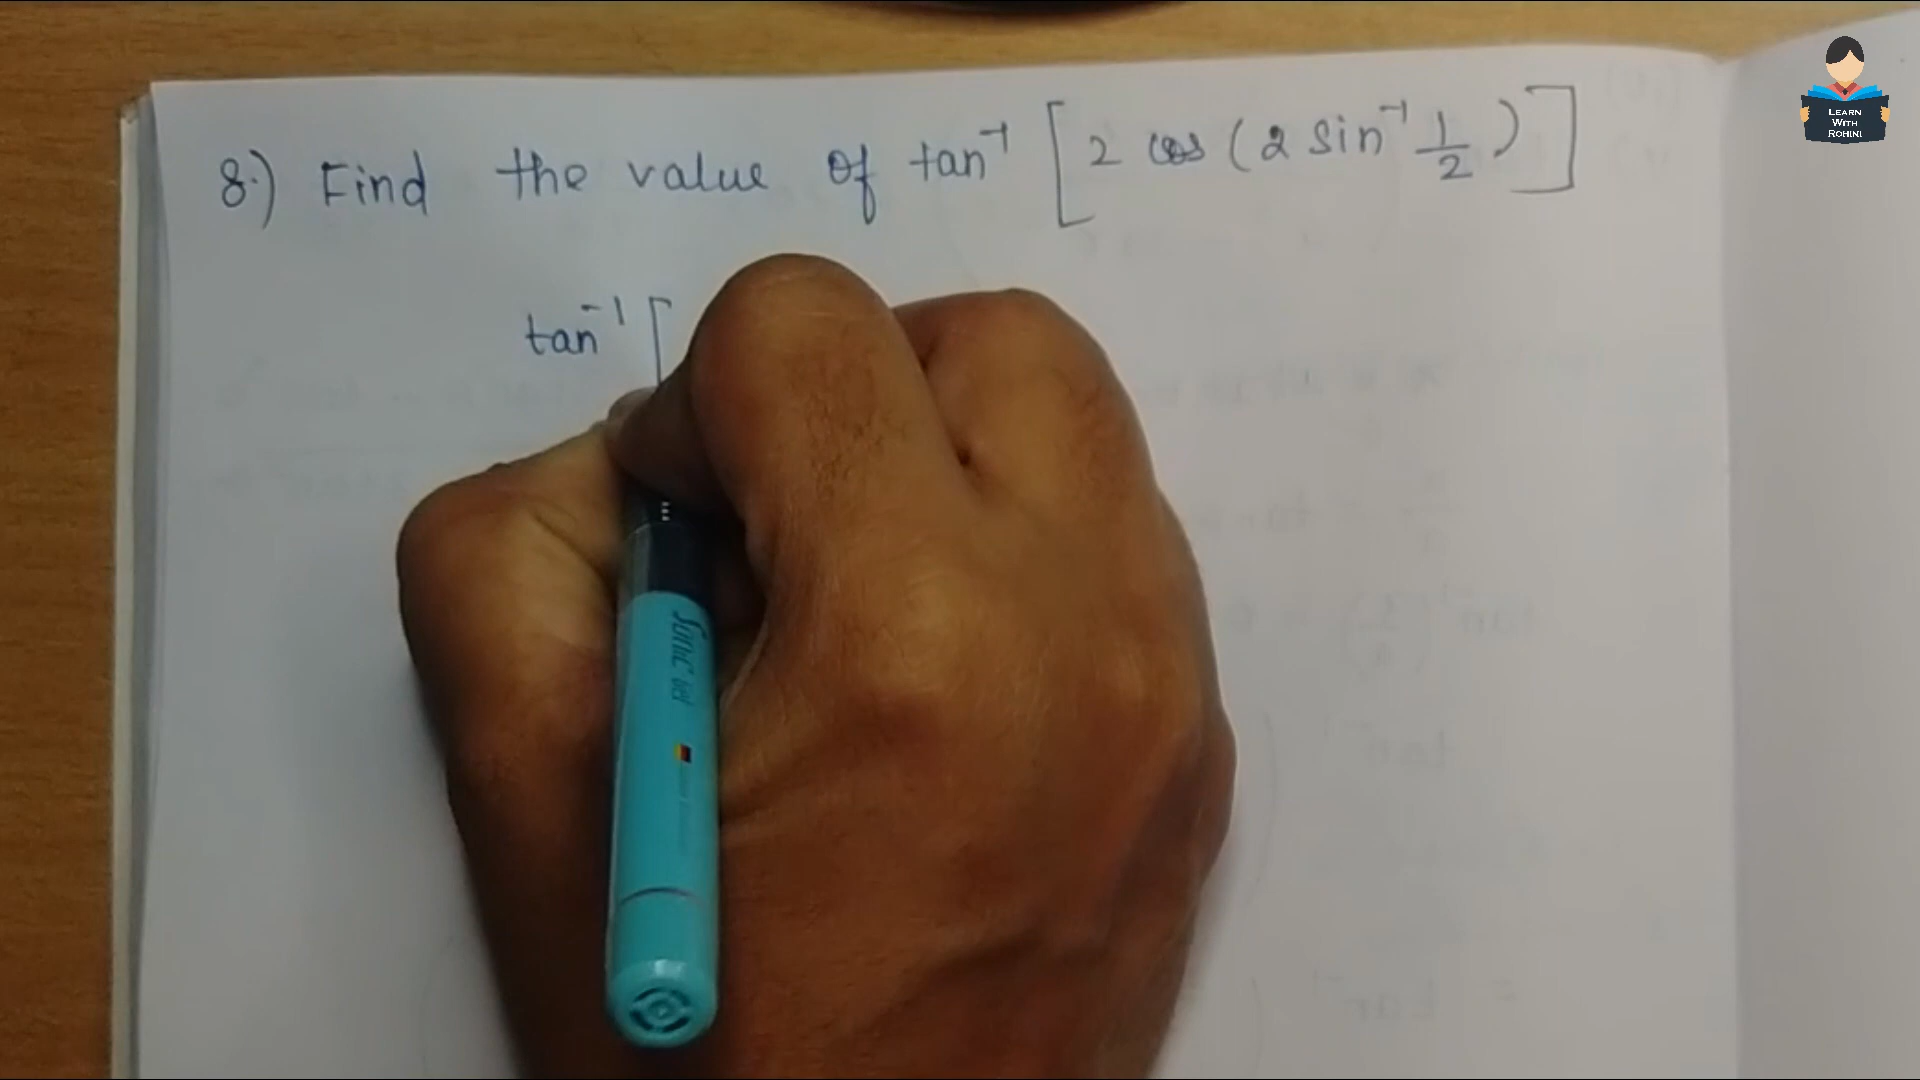 8.) Find the value of tan⁻¹ [2 cos (2 sin⁻¹ 1/2)]
tan⁻¹ [
LEARN
WITH
ROHINI
SONIC Gel